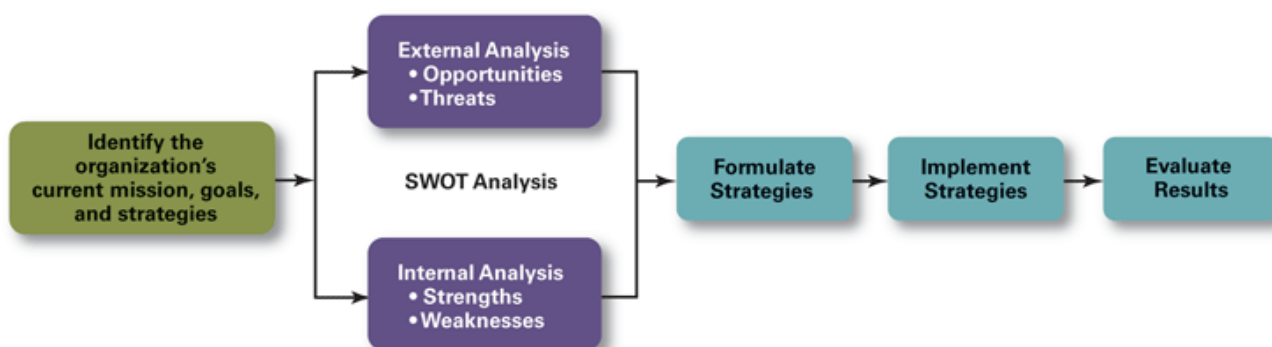 Identify the
organization's
current mission, goals,
and strategies
External Analysis
• Opportunities
•Threats
SWOT Analysis
Internal Analysis
• Strengths
•Weaknesses
Formulate
Strategies
Implement
Strategies
Evaluate
Results